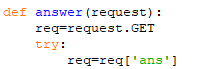 def answer(request):
    req=request.GET
    try:
        req=req['ans']